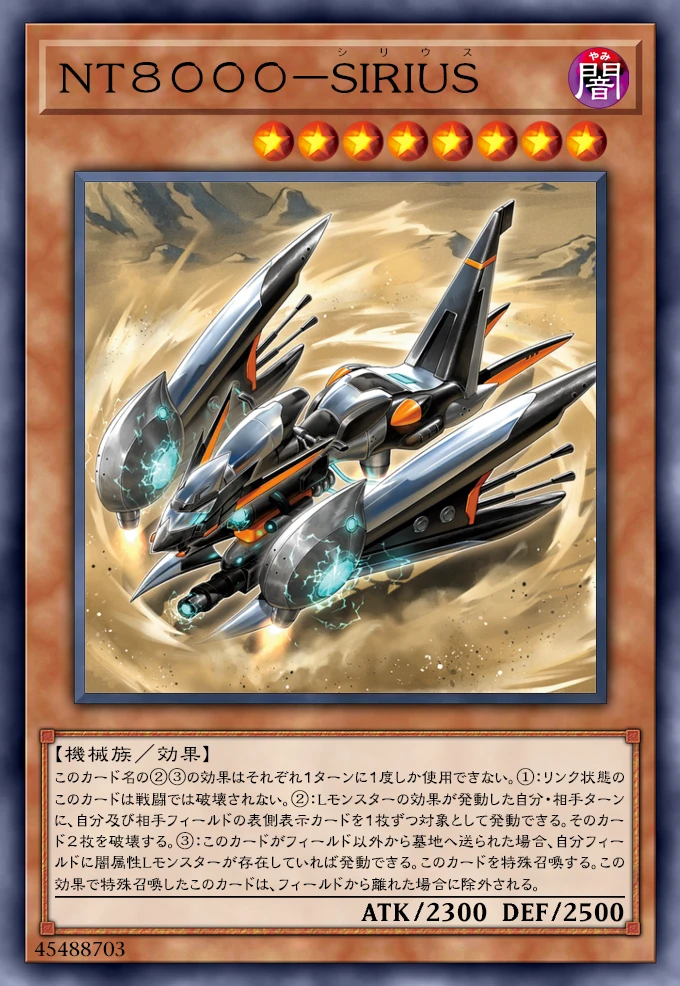 シリウス
NT8000－SIRIUS
やみ
闇
【機械族／効果】
このカード名の②③の効果はそれぞれ1ターンに1度しか使用できない。①：リンク状態の
このカードは戦闘では破壊されない。②：Lモンスターの効果が発動した自分・相手ターン
に、自分及び相手フィールドの表側表示カードを1枚ずつ対象として発動できる。そのカー
ド2枚を破壊する。③：このカードがフィールド以外から墓地へ送られた場合、自分フィー
ルドに闇属性Lモンスターが存在していれば発動できる。このカードを特殊召喚する。この
効果で特殊召喚したこのカードは、フィールドから離れた場合に除外される。
ATK/2300 DEF/2500
45488703